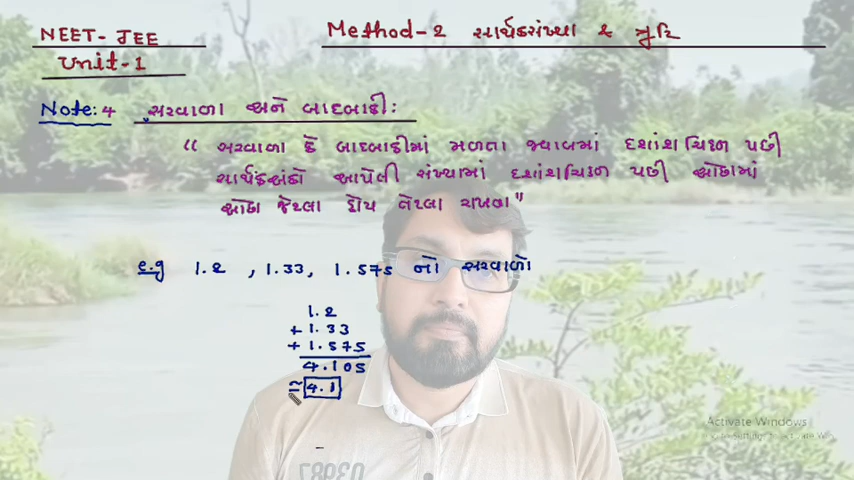 NEET- JEE
Method-2 સાર્થકસંખ્યા & ત્રુટિ
Unit-1
Note: 4 સરવાળા અને બાદબાકી :
“ સરવાળા કે બાદબાકીમાં મળતા જવાબમાં દશાંશચિહ્ન પછી
સાર્થકઅંકો આપેલી સંખ્યામાં દશાંશચિહ્ન પછી ઓછામાં
ઓછા જેટલા હોય તેટલા રાખવા”
e.g 1.2 , 1.33, 1.575 નો સરવાળો
1.2
+ 1.33
+ 1.575
4.105
≈ 4.1
Activate Windows